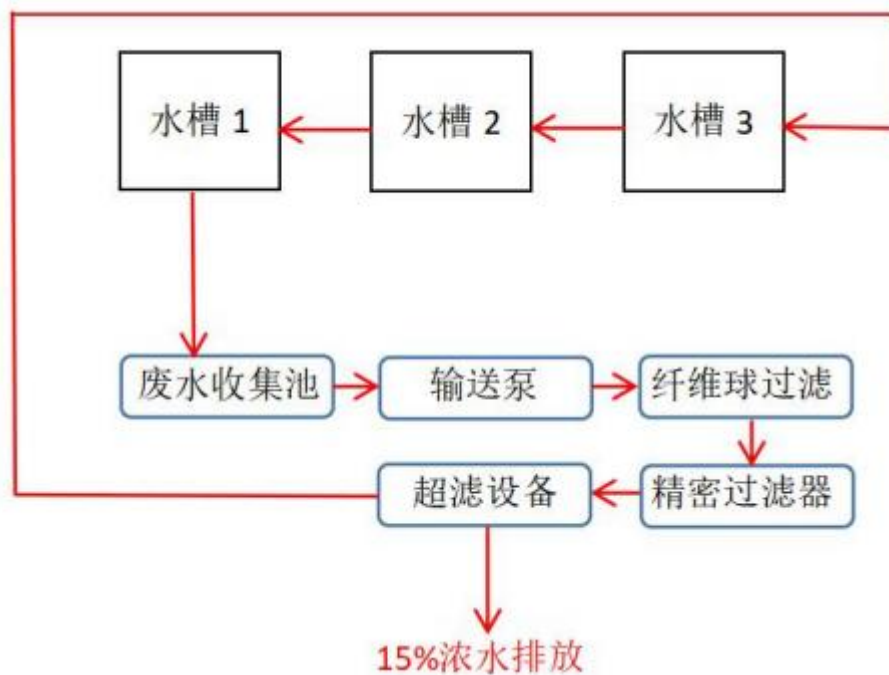 水槽 1
水槽 2
水槽 3
废水收集池
输送泵
纤维球过滤
超滤设备
精密过滤器
15%浓水排放